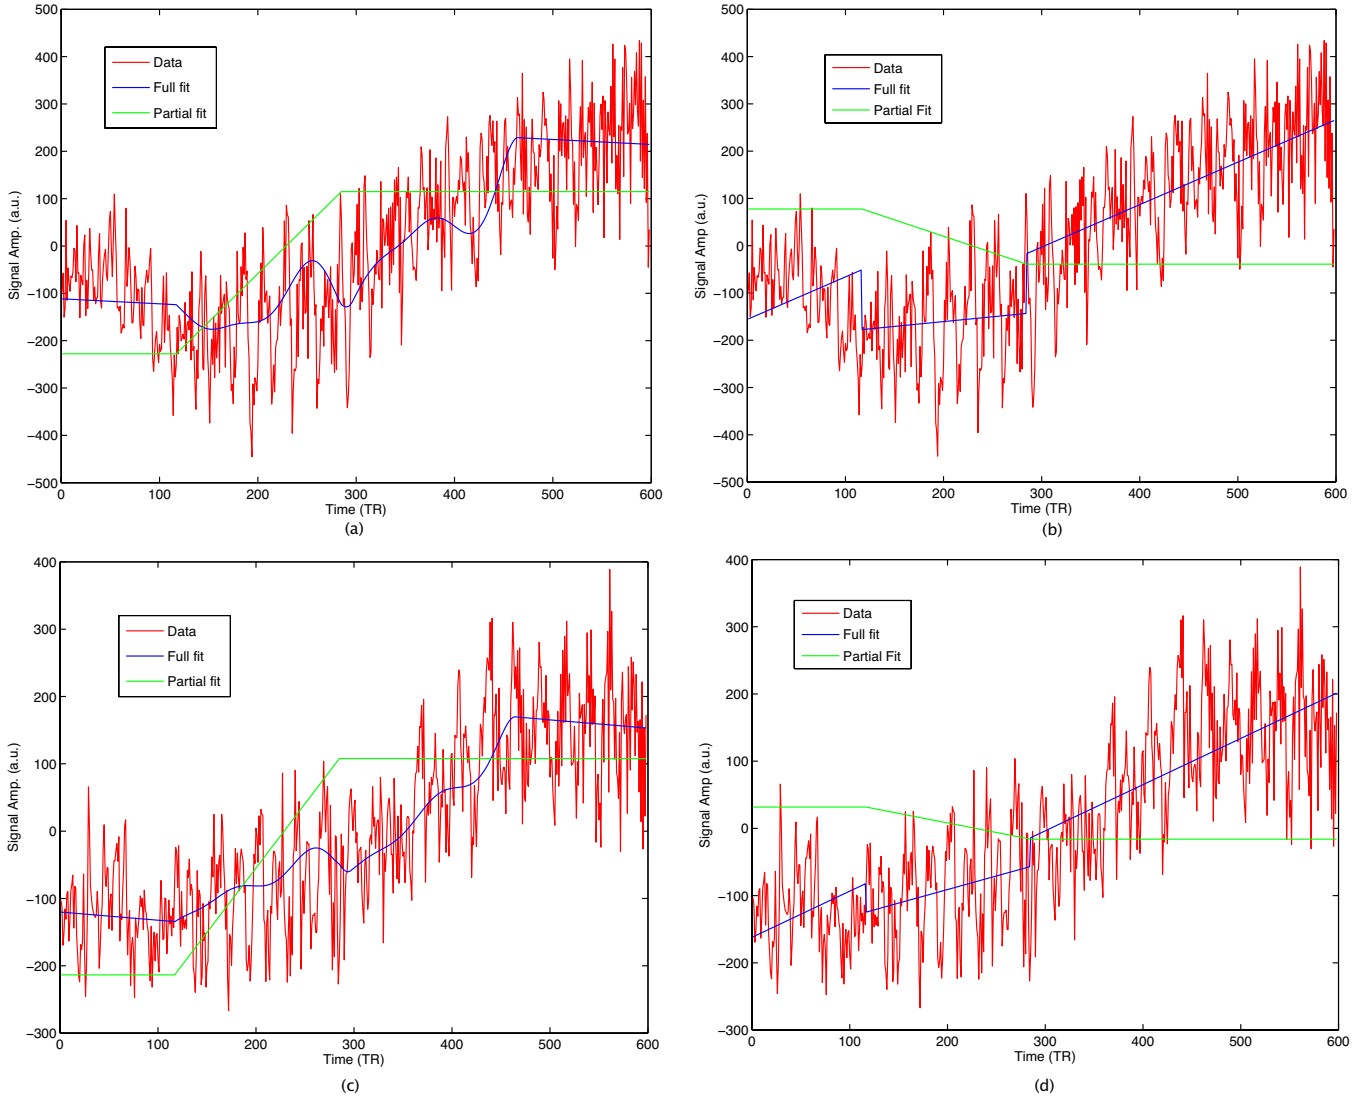 500
400
300
200
100
0
−100
−200
−300
−400
−500
Signal Amp. (a.u.)
Data
Full fit
Partial fit
0 100 200 300 400 500 600
Time (TR)
(a)
500
400
300
200
100
0
−100
−200
−300
−400
−500
Signal Amp (a.u.)
Data
Full fit
Partial Fit
0 100 200 300 400 500 600
Time (TR)
(b)
400
300
200
100
0
−100
−200
−300
Signal Amp. (a.u.)
Data
Full fit
Partial fit
0 100 200 300 400 500 600
Time (TR)
(c)
400
300
200
100
0
−100
−200
−300
Signal Amp (a.u.)
Data
Full fit
Partial Fit
0 100 200 300 400 500 600
Time (TR)
(d)